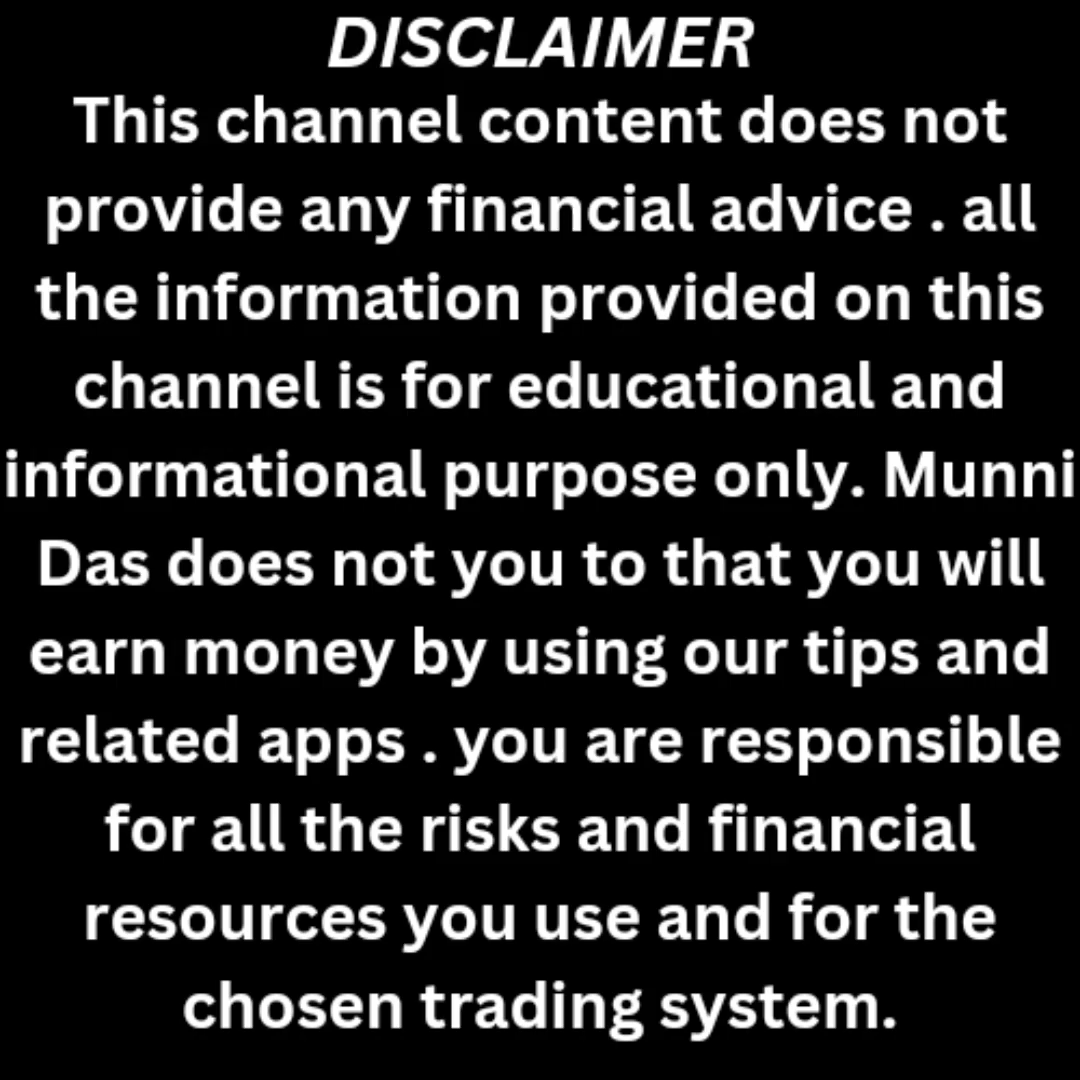 DISCLAIMER
This channel content does not
provide any financial advice . all
the information provided on this
channel is for educational and
informational purpose only. Munni
Das does not you to that you will
earn money by using our tips and
related apps . you are responsible
for all the risks and financial
resources you use and for the
chosen trading system.